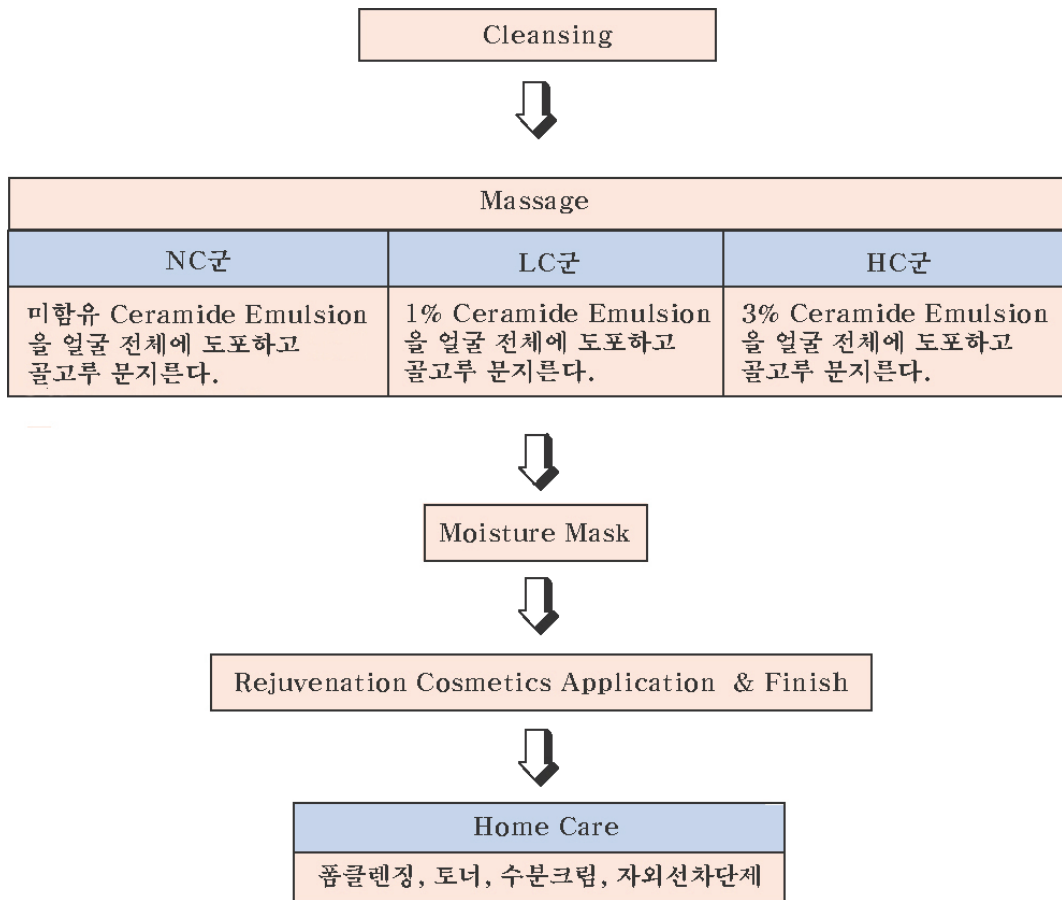 Cleansing
Massage
NC군
LC군
HC군
미함유 Ceramide Emulsion
을 얼굴 전체에 도포하고
골고루 문지른다.
1% Ceramide Emulsion
을 얼굴 전체에 도포하고
골고루 문지른다.
3% Ceramide Emulsion
을 얼굴 전체에 도포하고
골고루 문지른다.
Moisture Mask
Rejuvenation Cosmetics Application & Finish
Home Care
폼클렌징, 토너, 수분크림, 자외선차단제